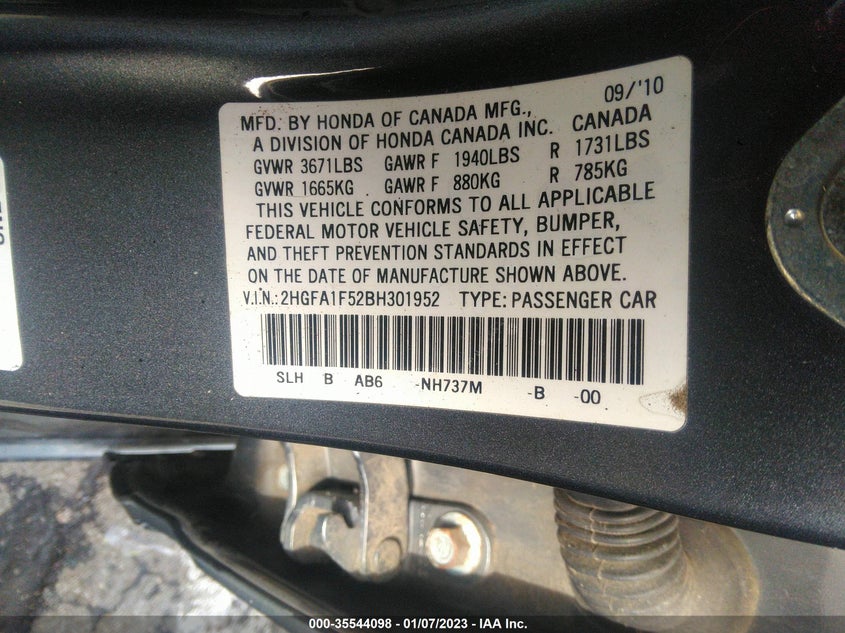 09/'10
MFD. BY HONDA OF CANADA MFG.,
A DIVISION OF HONDA CANADA INC. CANADA
GVWR 3671LBS GAWR F 1940LBS R 1731LBS
GVWR 1665KG GAWR F 880KG R 785KG
THIS VEHICLE CONFORMS TO ALL APPLICABLE
FEDERAL MOTOR VEHICLE SAFETY, BUMPER,
AND THEFT PREVENTION STANDARDS IN EFFECT
ON THE DATE OF MANUFACTURE SHOWN ABOVE.
V.I.N.: 2HGFA1F52BH301952 TYPE: PASSENGER CAR
SLH B AB6 -NH737M -B -00
000-35544098 - 01/07/2023 - IAA Inc.